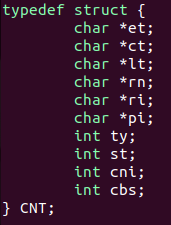 typedef struct {
        char *et;
        char *ct;
        char *lt;
        char *rn;
        char *ri;
        char *pi;
        int ty;
        int st;
        int cni;
        int cbs;
} CNT;